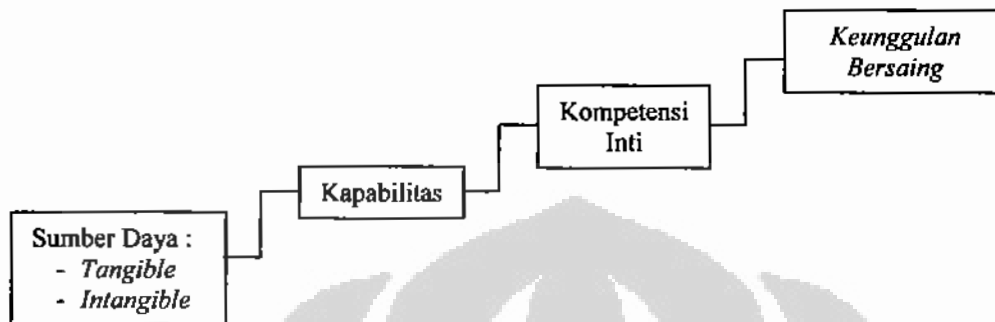 Keunggulan
Bersaing
Kompetensi
Inti
Kapabilitas
Sumber Daya :
- Tangible
- Intangible